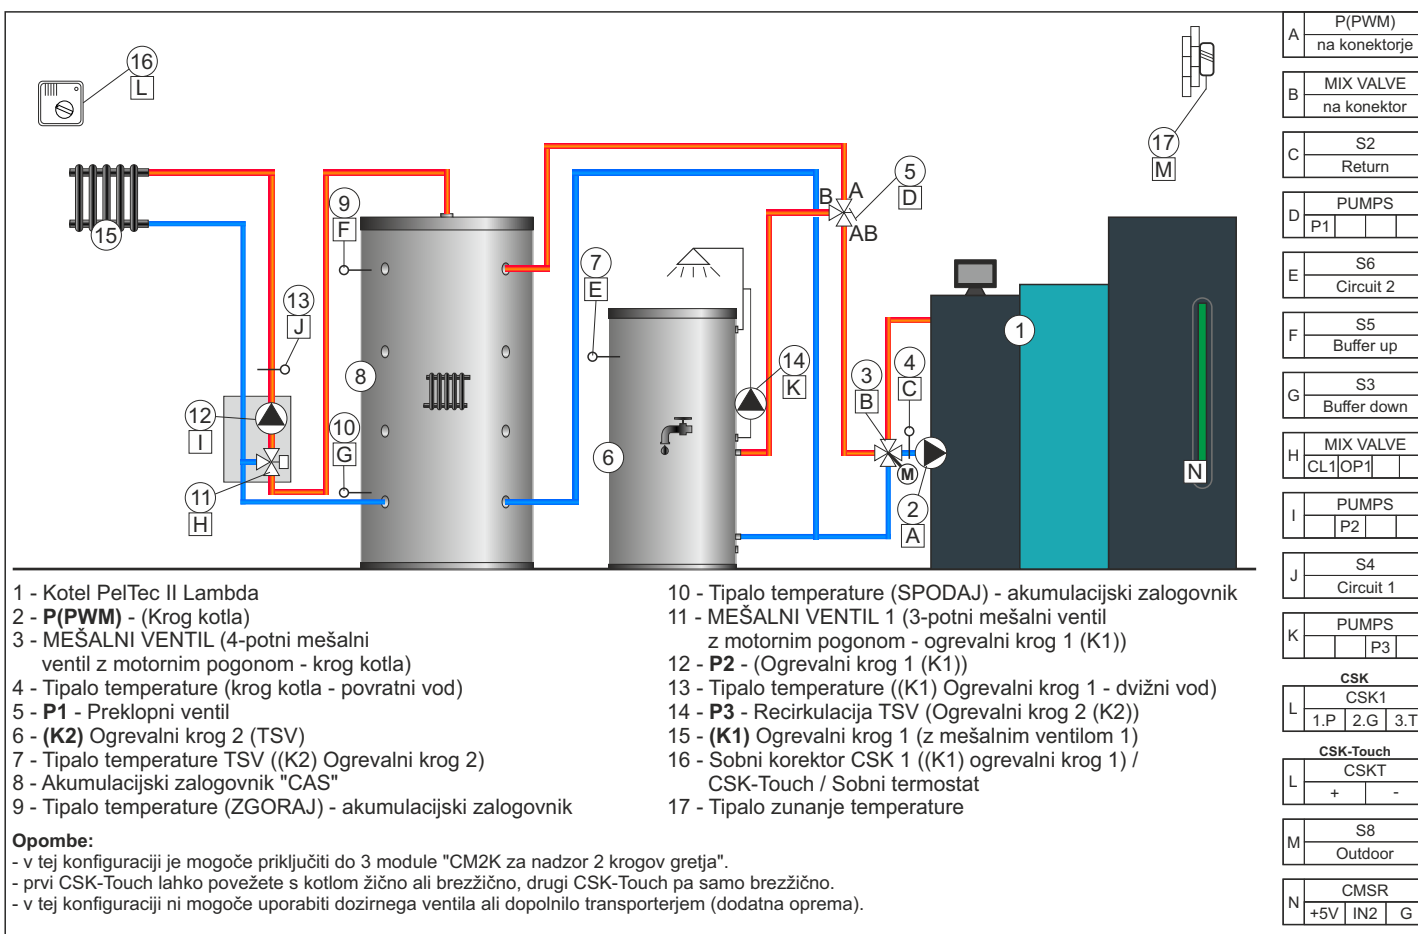 16
L
17
M
15
9
F
13
J
12
I
11
H
8
10
G
7
E
6
14
K
B
A
AB
5
D
3
B
4
C
M
2
A
1
N
1 - Kotel PelTec II Lambda
2 - P(PWM) - (Krog kotla)
3 - MEŠALNI VENTIL (4-potni mešalni
ventil z motornim pogonom - krog kotla)
4 - Tipalo temperature (krog kotla - povratni vod)
5 - P1 - Preklopni ventil
6 - (K2) Ogrevalni krog 2 (TSV)
7 - Tipalo temperature TSV ((K2) Ogrevalni krog 2)
8 - Akumulacijski zalogovnik "CAS"
9 - Tipalo temperature (ZGORAJ) - akumulacijski zalogovnik
10 - Tipalo temperature (SPODAJ) - akumulacijski zalogovnik
11 - MEŠALNI VENTIL 1 (3-potni mešalni ventil
z motornim pogonom - ogrevalni krog 1 (K1))
12 - P2 - (Ogrevalni krog 1 (K1))
13 - Tipalo temperature ((K1) Ogrevalni krog 1 - dvižni vod)
14 - P3 - Recirkulacija TSV (Ogrevalni krog 2 (K2))
15 - (K1) Ogrevalni krog 1 (z mešalnim ventilom 1)
16 - Sobni korektor CSK 1 ((K1) ogrevalni krog 1) /
CSK-Touch / Sobni termostat
17 - Tipalo zunanje temperature
Opombe:
- v tej konfiguraciji je mogoče priključiti do 3 module "CM2K za nadzor 2 krogov gretja".
- prvi CSK-Touch lahko povežete s kotlom žično ali brezžično, drugi CSK-Touch pa samo brezžično.
- v tej konfiguraciji ni mogoče uporabiti dozirnega ventila ali dopolnilo transporterjem (dodatna oprema).
A
P(PWM)
na konektorje
B
MIX VALVE
na konektor
C
S2
Return
D
PUMPS
P1
E
S6
Circuit 2
F
S5
Buffer up
G
S3
Buffer down
H
MIX VALVE
CL1 OP1
I
PUMPS
P2
J
S4
Circuit 1
K
PUMPS
P3
CSK
L
CSK1
1.P 2.G 3.T
CSK-Touch
L
CSKT
+ -
M
S8
Outdoor
N
CMSR
+5V IN2 G